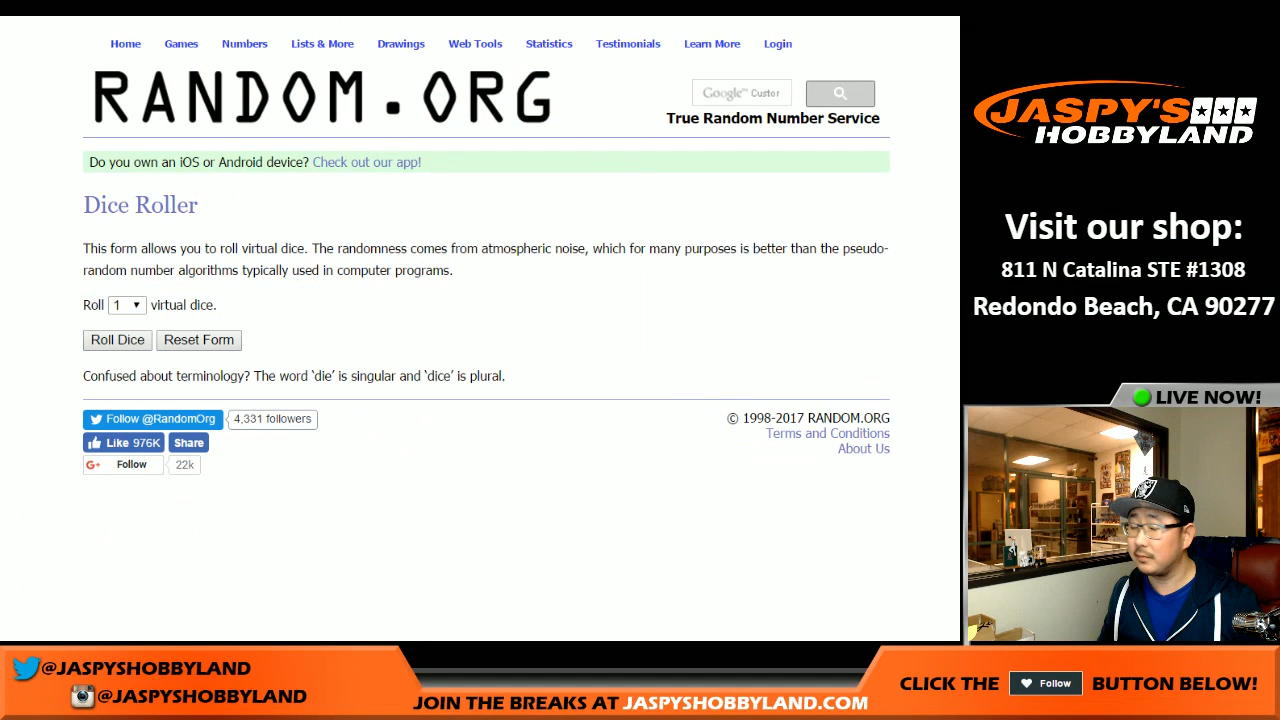 Home Games Numbers Lists & More Drawings Web Tools Statistics Testimonials Learn More Login
RANDOM.ORG
Google™ Custor
True Random Number Service
Do you own an iOS or Android device? Check out our app!
Dice Roller
This form allows you to roll virtual dice. The randomness comes from atmospheric noise, which for many purposes is better than the pseudo-
random number algorithms typically used in computer programs.
Roll 1 virtual dice.
Roll Dice Reset Form
Confused about terminology? The word ‘die’ is singular and ‘dice’ is plural.
Follow @RandomOrg 4,331 followers
Like 976K Share
G+ Follow 22k
© 1998-2017 RANDOM.ORG
Terms and Conditions
About Us
JASPY'S
HOBBYLAND
Visit our shop:
811 N Catalina STE #1308
Redondo Beach, CA 90277
LIVE NOW!
@JASPYSHOBBYLAND
@JASPYSHOBBYLAND
JOIN THE BREAKS AT JASPYSHOBBYLAND.COM
CLICK THE Follow BUTTON BELOW!